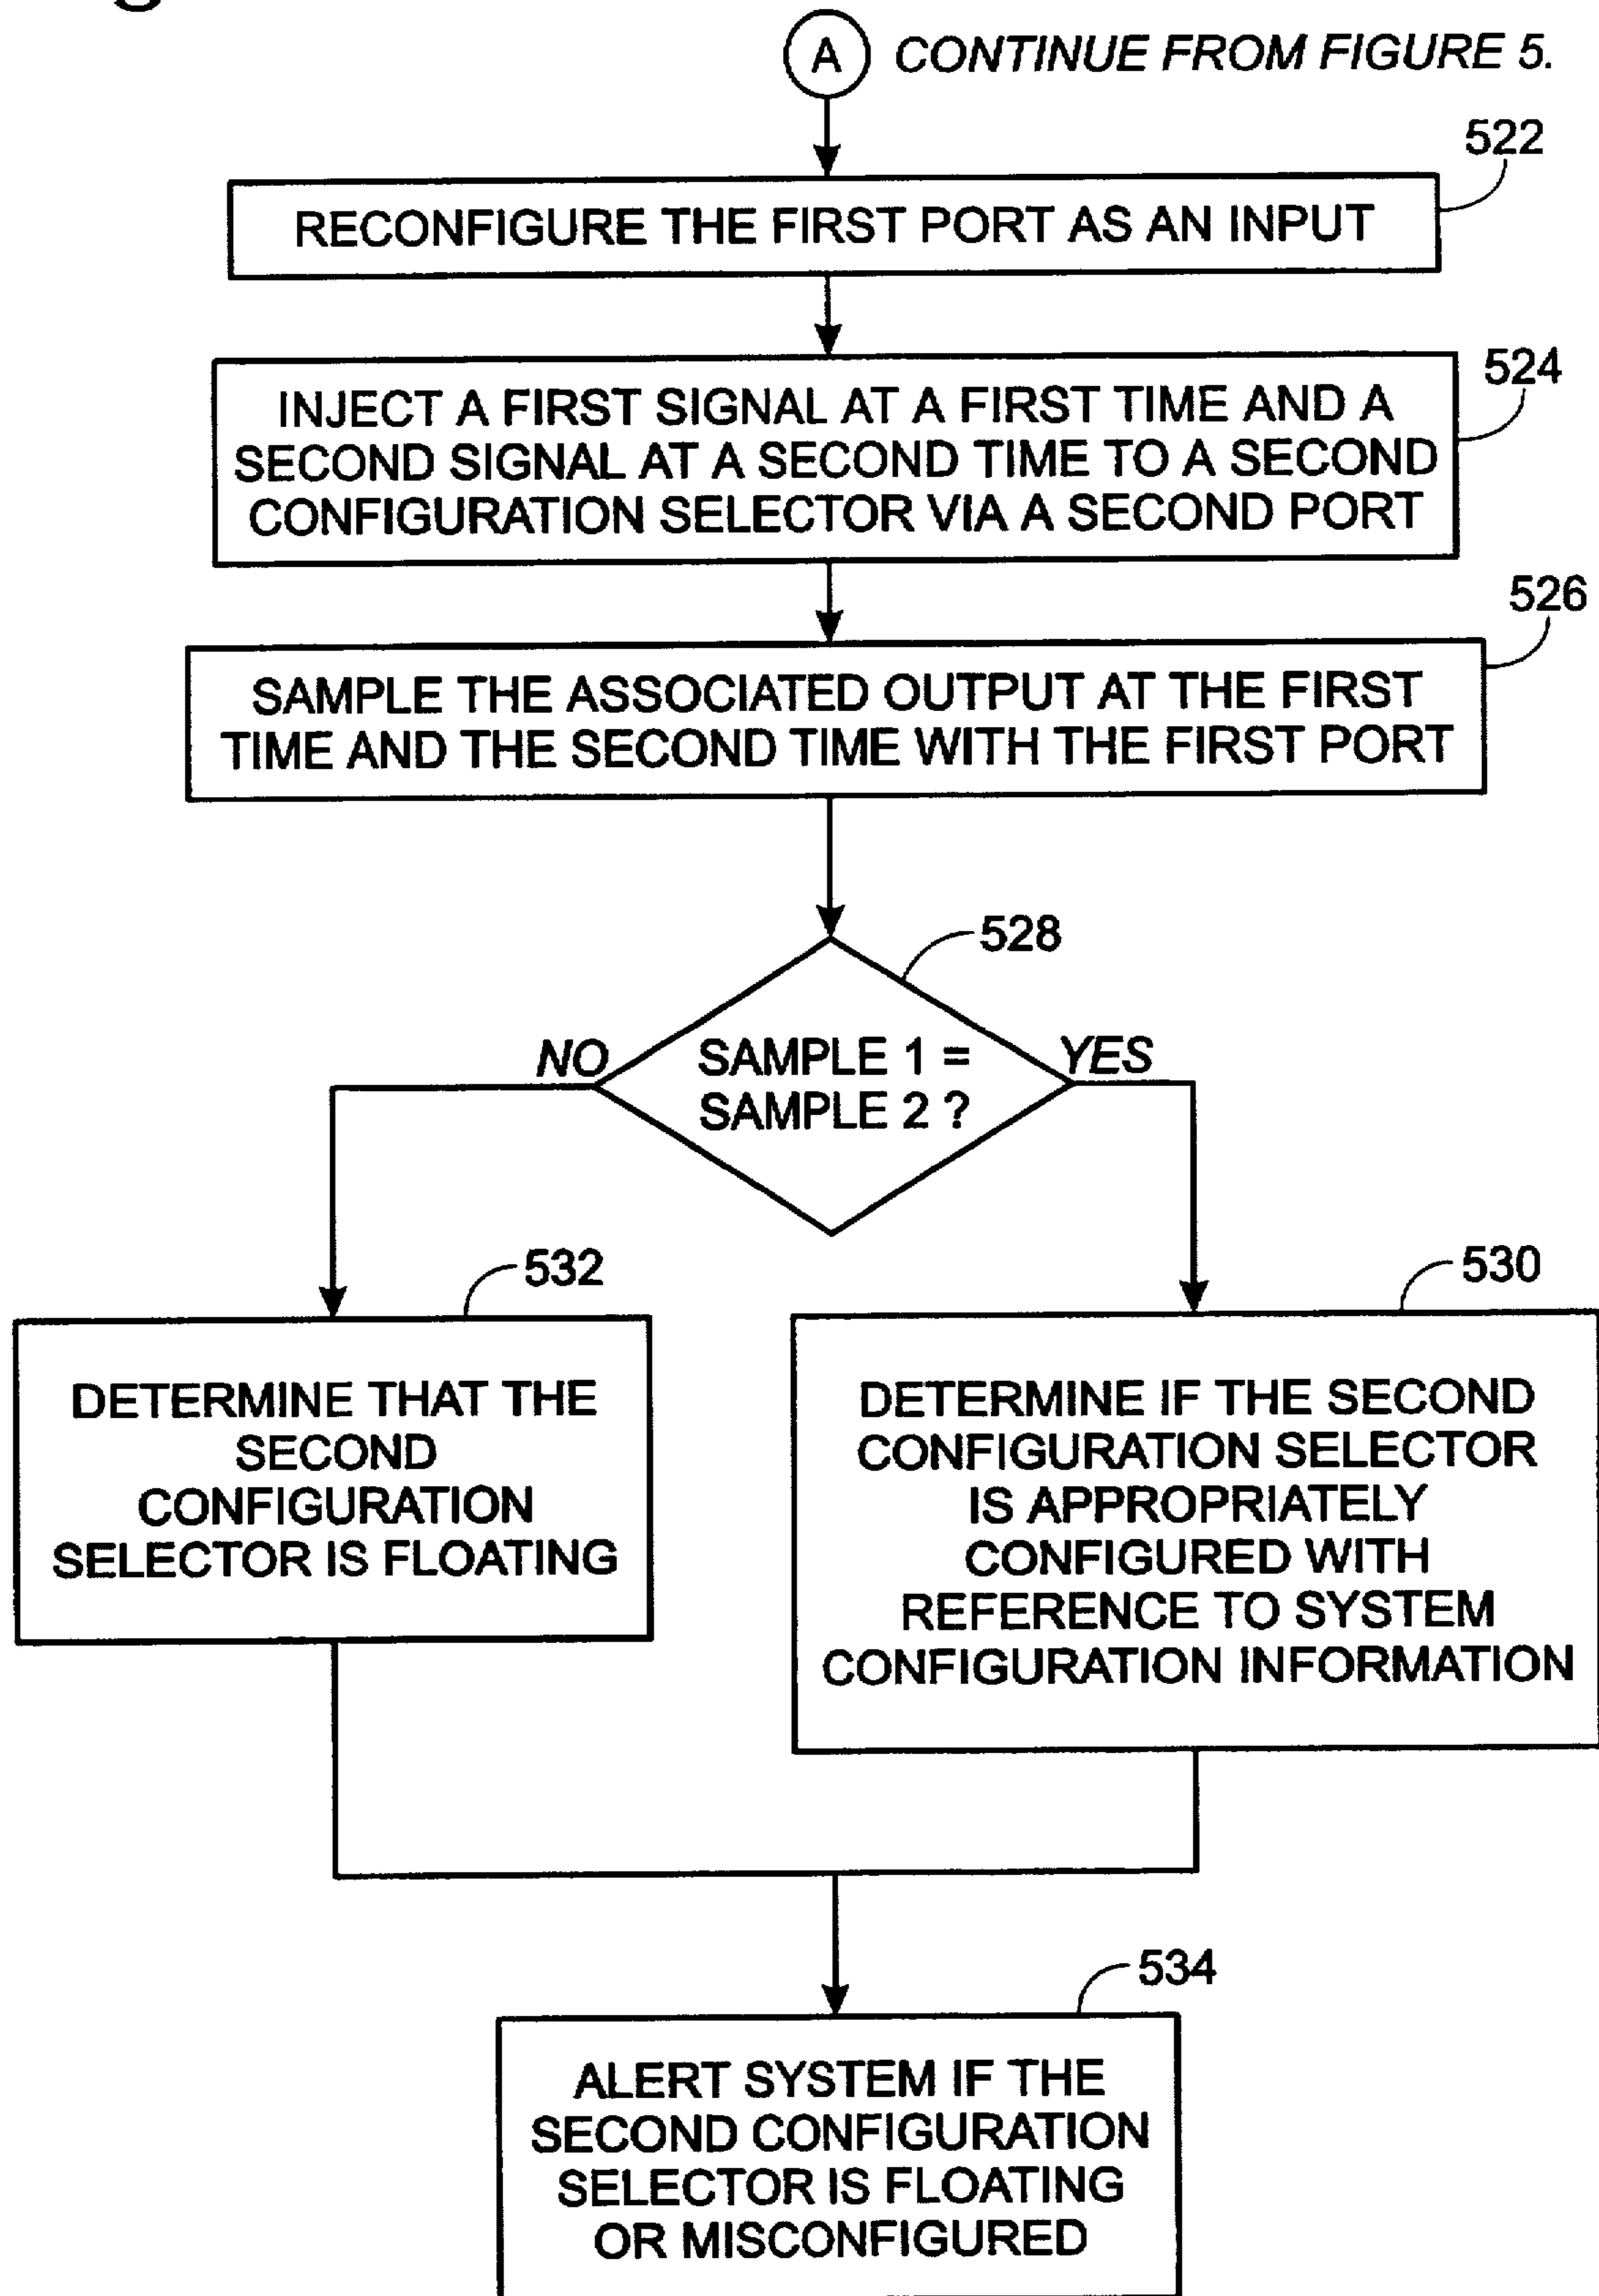 A CONTINUE FROM FIGURE 5.
522
RECONFIGURE THE FIRST PORT AS AN INPUT
524
INJECT A FIRST SIGNAL AT A FIRST TIME AND A
SECOND SIGNAL AT A SECOND TIME TO A SECOND
CONFIGURATION SELECTOR VIA A SECOND PORT
526
SAMPLE THE ASSOCIATED OUTPUT AT THE FIRST
TIME AND THE SECOND TIME WITH THE FIRST PORT
528
NO
SAMPLE 1 =
SAMPLE 2 ?
YES
532
DETERMINE THAT THE
SECOND
CONFIGURATION
SELECTOR IS FLOATING
530
DETERMINE IF THE SECOND
CONFIGURATION SELECTOR
IS APPROPRIATELY
CONFIGURED WITH
REFERENCE TO SYSTEM
CONFIGURATION INFORMATION
534
ALERT SYSTEM IF THE
SECOND CONFIGURATION
SELECTOR IS FLOATING
OR MISCONFIGURED